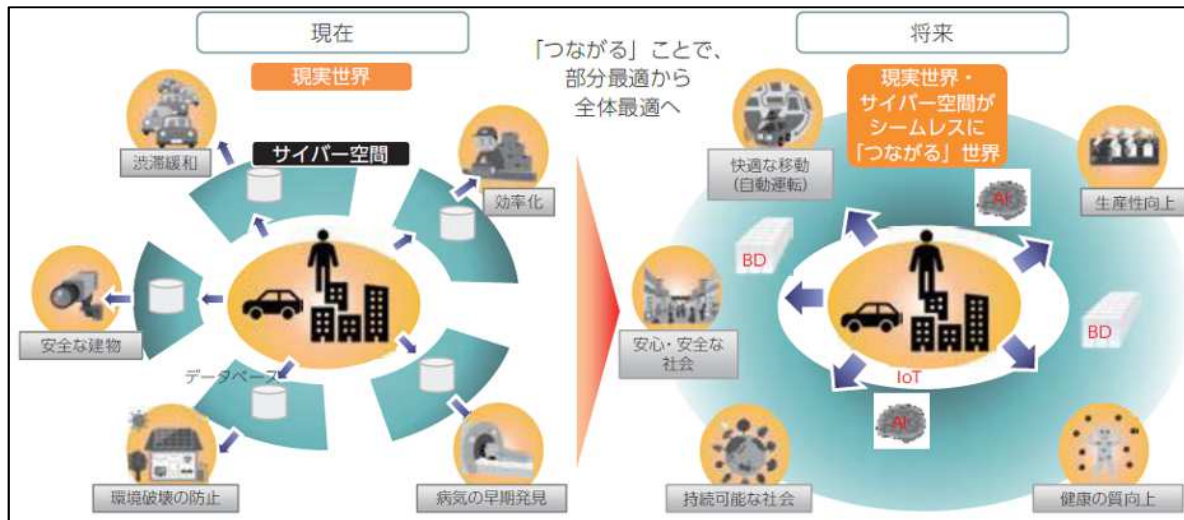 現在
現実世界
渋滞緩和
サイバー空間
効率化
安全な建物
データベース
環境破壊の防止
病気の早期発見
「つながる」ことで、
部分最適から
全体最適へ
将来
現実世界・
サイバー空間が
シームレスに
「つながる」世界
快適な移動
(自動運転)
AI
生産性向上
BD
BD
安心・安全な
社会
IoT
AI
持続可能な社会
健康の質向上